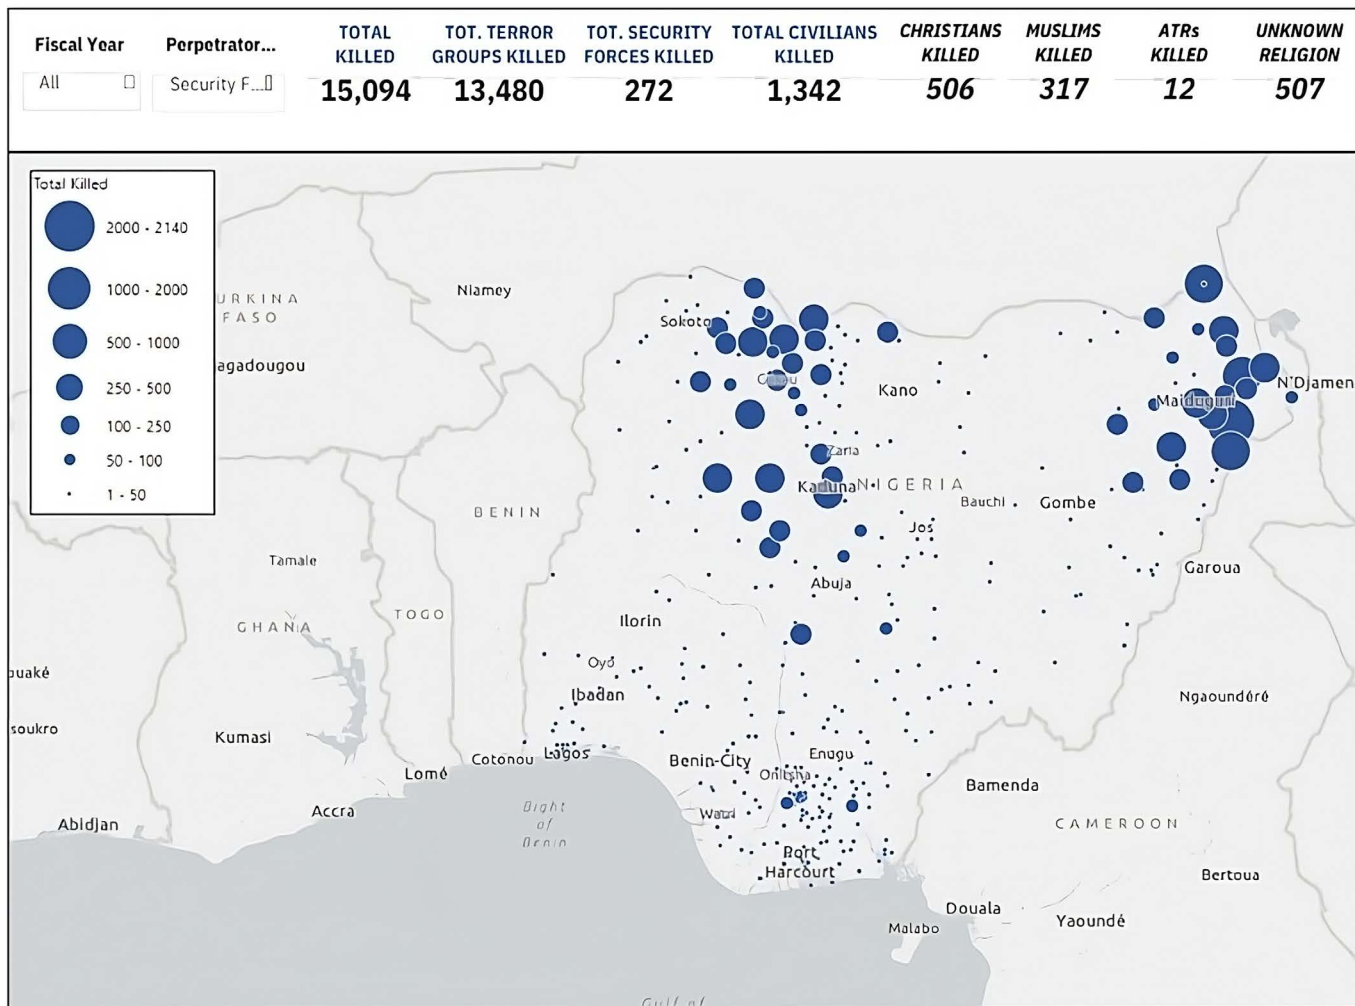 Fiscal Year
All
Perpetrator...
Security F...
TOTAL
KILLED
15,094
TOT. TERROR
GROUPS KILLED
13,480
TOT. SECURITY
FORCES KILLED
272
TOTAL CIVILIANS
KILLED
1,342
CHRISTIANS
KILLED
506
MUSLIMS
KILLED
317
ATRs
KILLED
12
UNKNOWN
RELIGION
507
Total Killed
2000 - 2140
1000 - 2000
500 - 1000
250 - 500
100 - 250
50 - 100
1 - 50
URKINA
FASO
agadougou
Niamey
Sokoto
Kano
Maiduguri
N'Djamen
Zaria
Kaduna
NIGERIA
Bauchi
Gombe
BENIN
Jos
Tamale
Abuja
Garoua
TOGO
GHANA
Ilorin
Oyo
ouaké
Ibadan
Ngaoundéré
soukro
Kumasi
Lagos
Cotonou
Benin-City
Enugu
Lomé
Onitsha
Bamenda
Accra
Bight
of
Benin
Warri
Abidjan
CAMEROON
Port
Harcourt
Bertoua
Douala
Yaoundé
Malabo
Gulf of